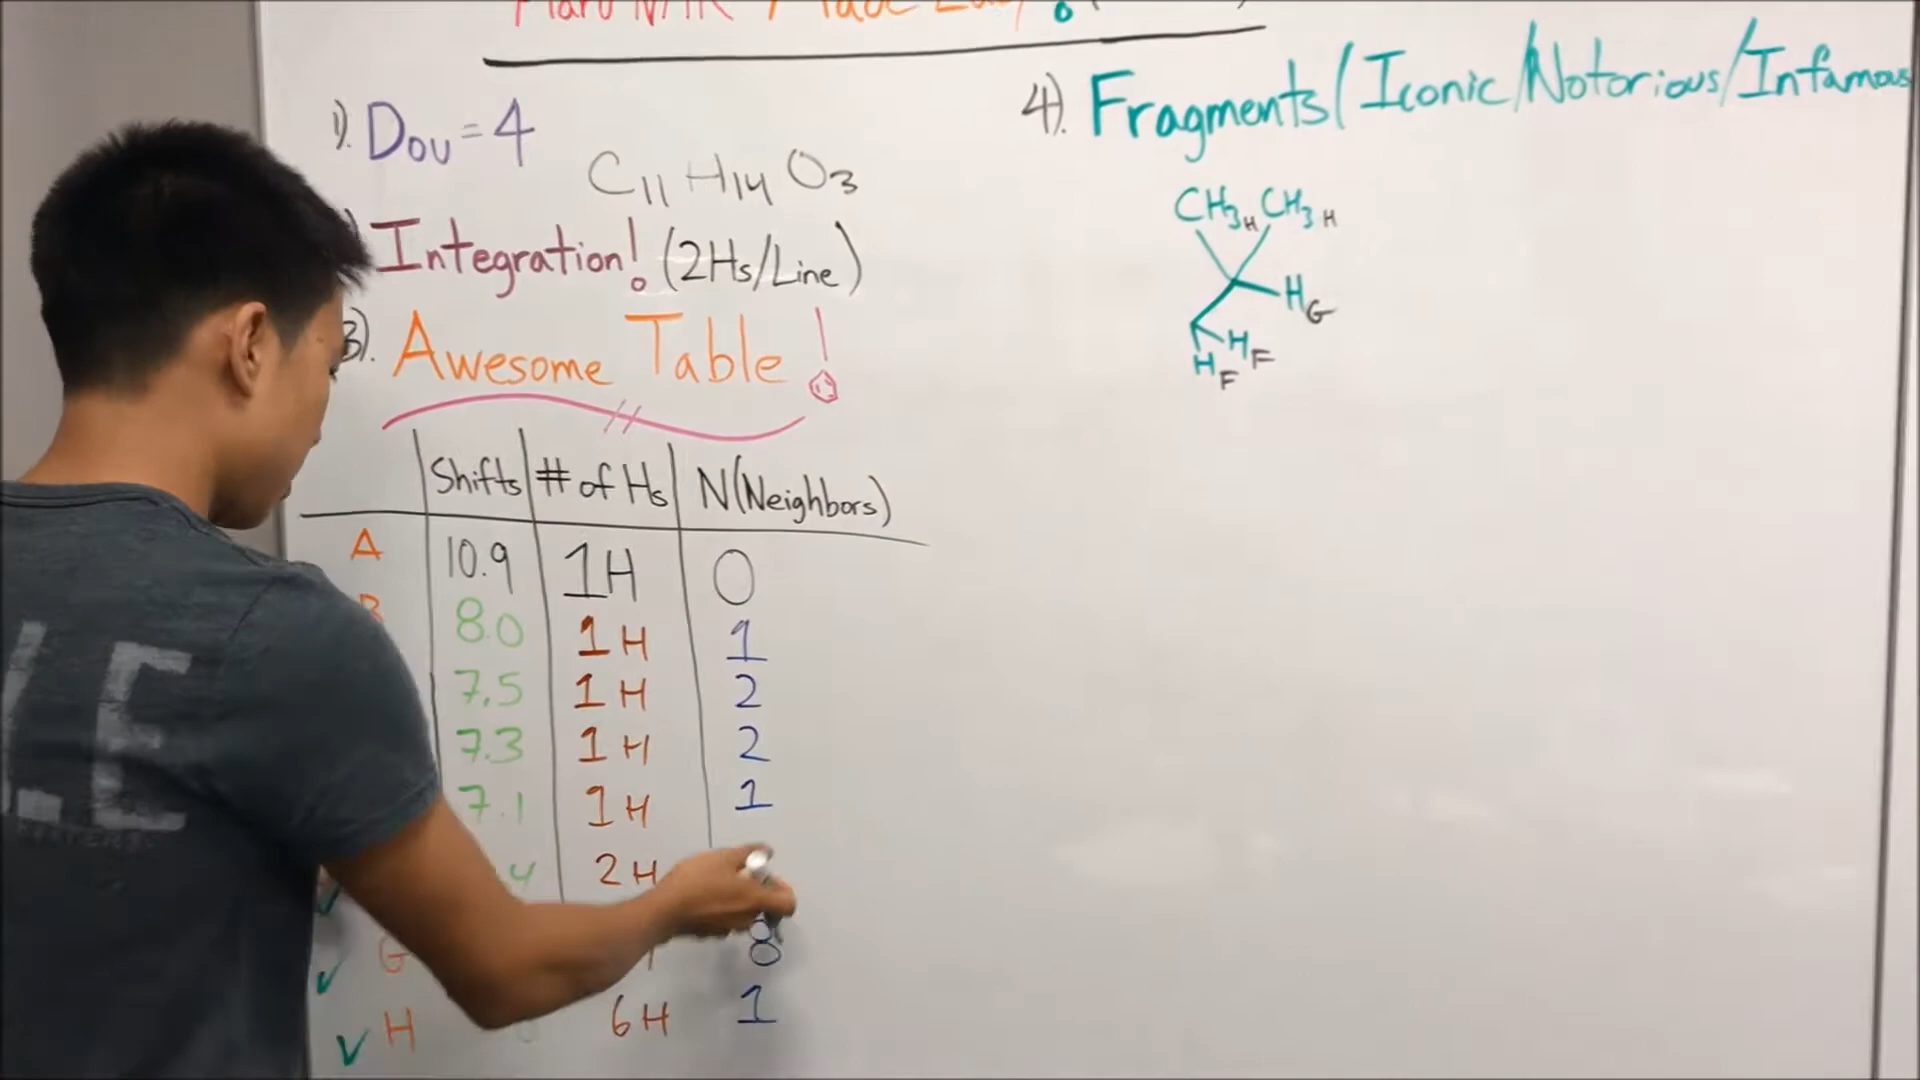 1). DOU = 4
C11 H14 O3
Integration! (2Hs/Line)
3). Awesome Table!
Shifts # of Hs N(Neighbors)
A 10.9 1H 0
8.0 1H 1
7.5 1H 2
7.3 1H 2
7.1 1H 1
4 2H
G 8
✓ H 6H 1
4). Fragments/Iconic/Notorious/Infamous
CH3 H CH3 H
H G
H F
H F